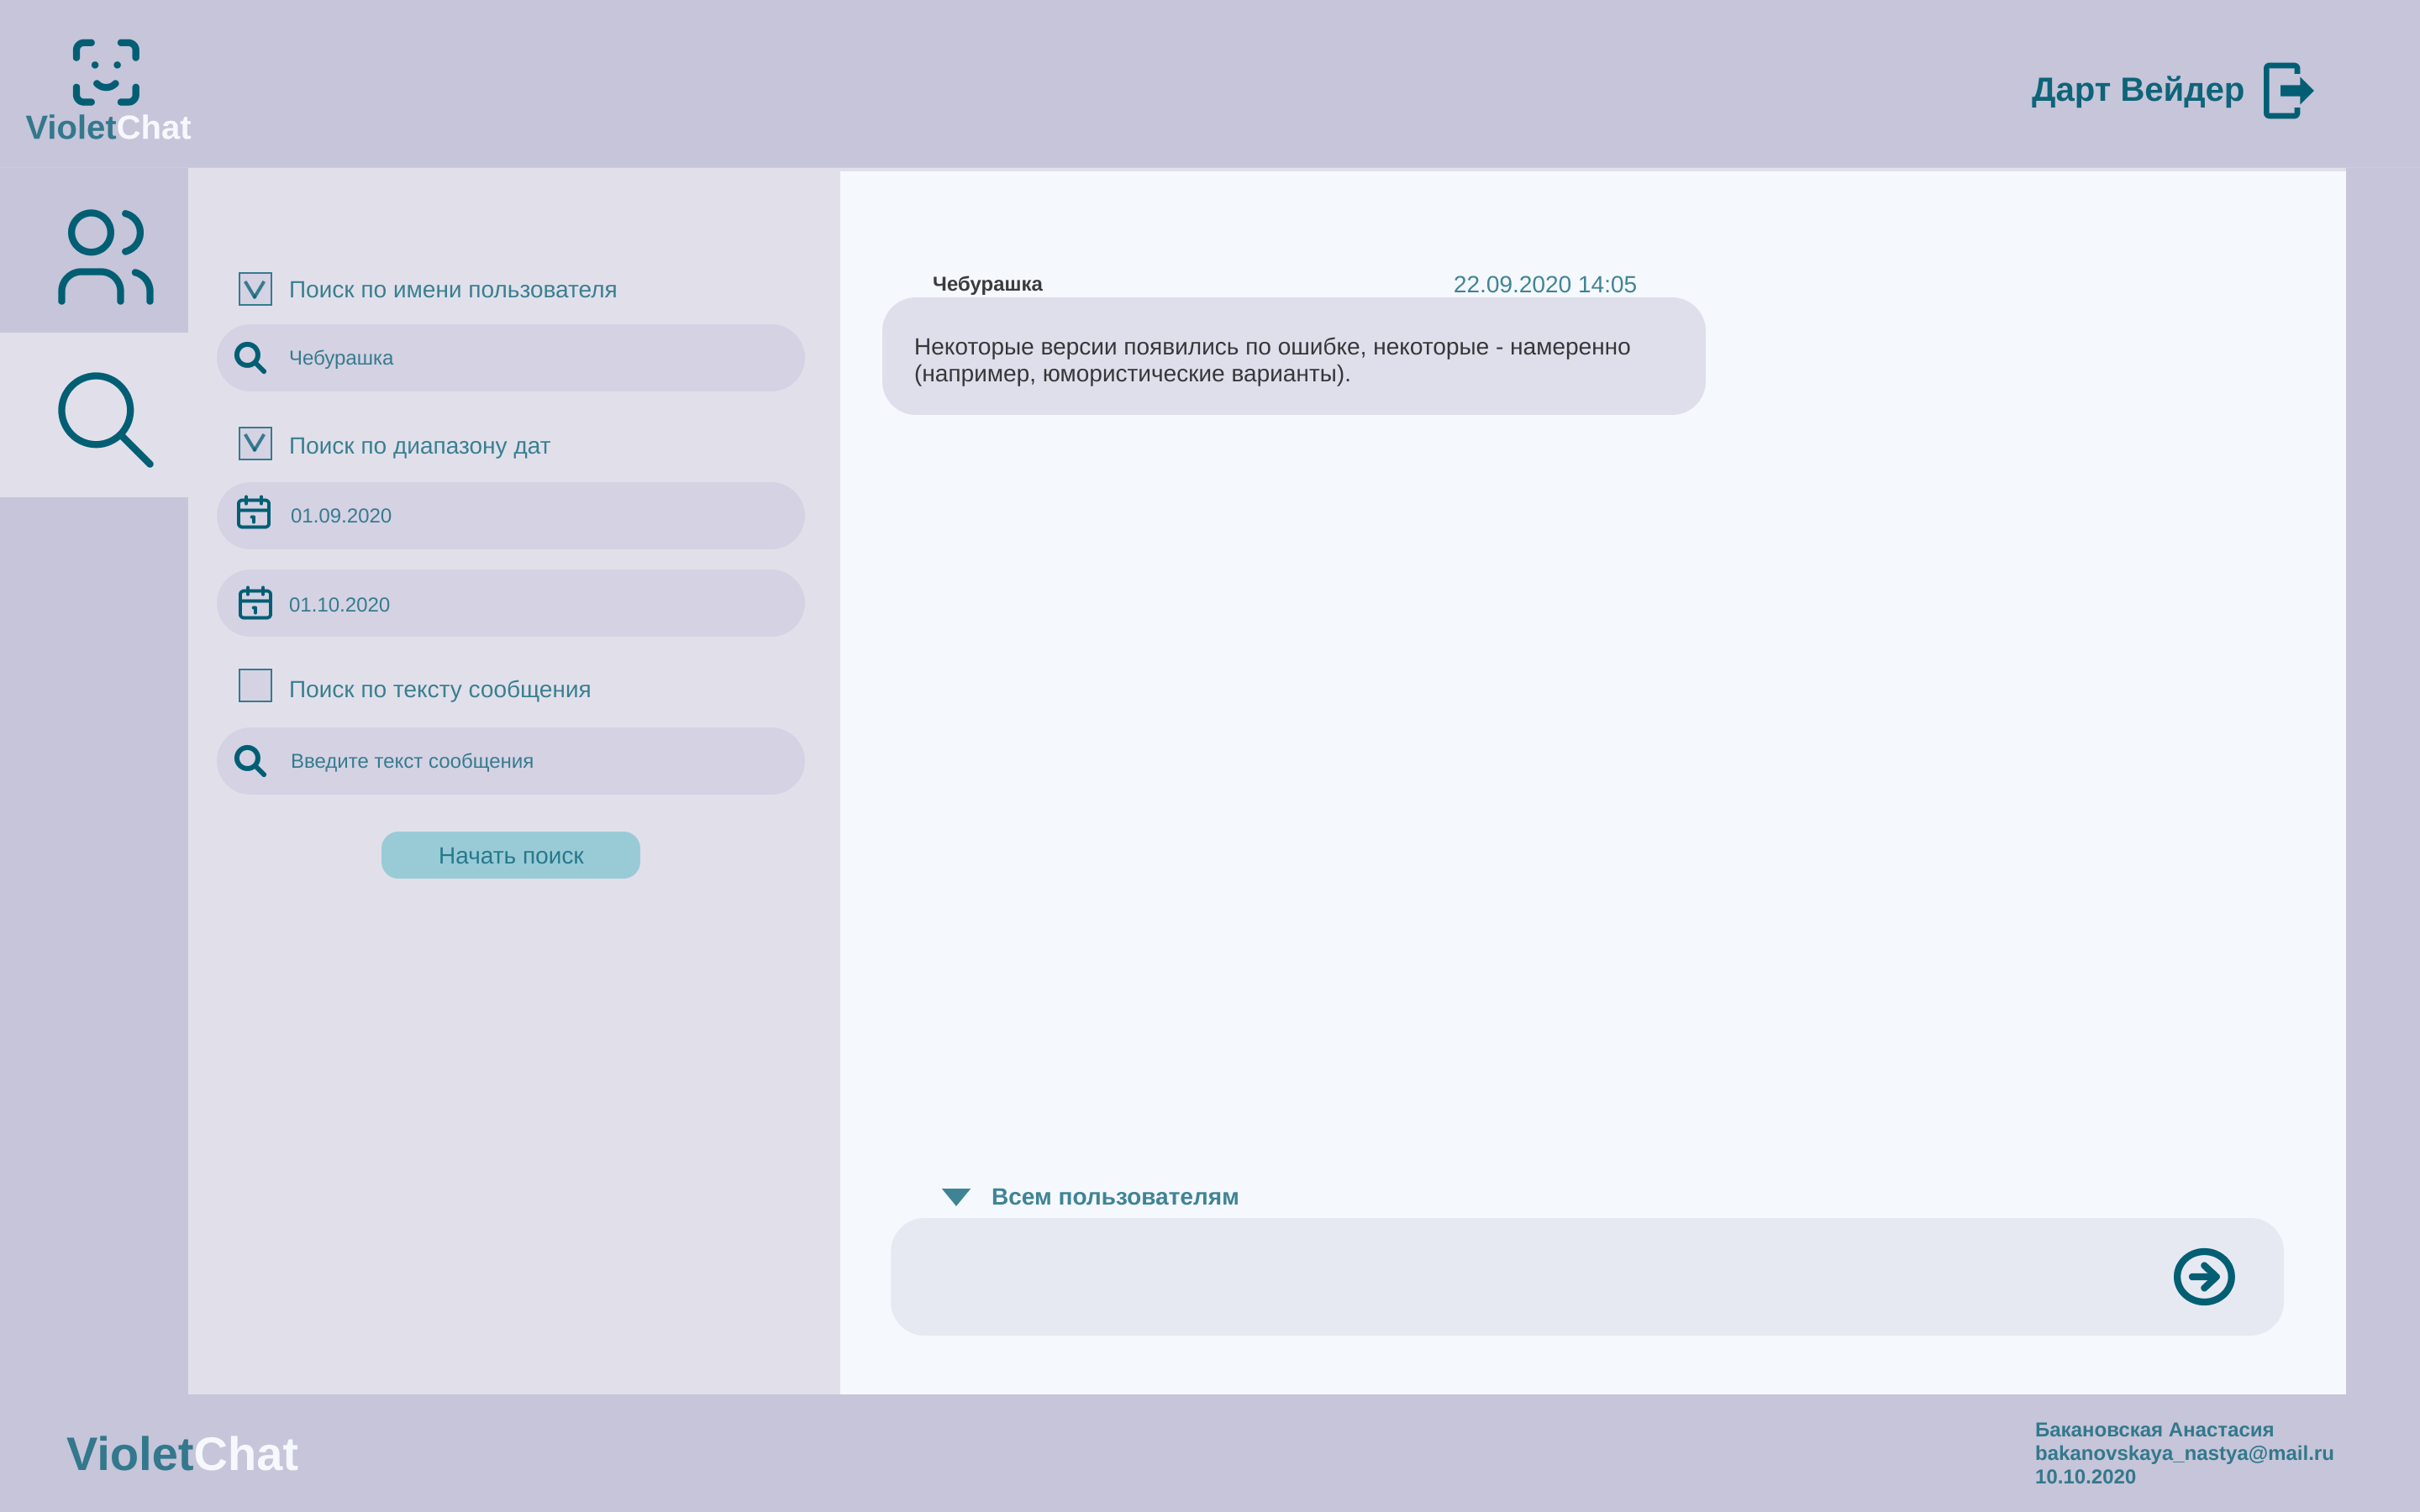 VioletChat
Дарт Вейдер
Поиск по имени пользователя
Чебурашка
Поиск по диапазону дат
01.09.2020
01.10.2020
Поиск по тексту сообщения
Введите текст сообщения
Начать поиск
Чебурашка
22.09.2020 14:05
Некоторые версии появились по ошибке, некоторые - намеренно
(например, юмористические варианты).
Всем пользователям
VioletChat
Бакановская Анастасия
bakanovskaya_nastya@mail.ru
10.10.2020